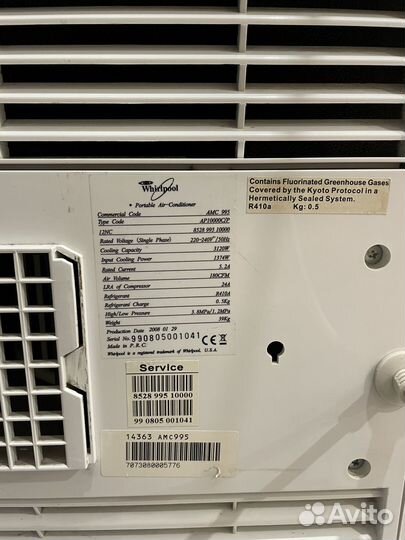 Whirlpool
* Portable Air-Conditioner
Commercial Code AMC 995
Type Code AP10000C/P
12NC 8528 995 10000
Rated Voltage (Single Phase) 220-240V~/50Hz
Cooling Capacity 3120W
Input Cooling Power 1374W
Rated Current 5.2A
Air Volume 180CFM
LRA of Compressor 24A
Refrigerant R410A
Refrigerant Charge 0.5Kg
High/Low Pressure 3.8MPa/1.2MPa
Weight 39Kg
Production Date 2008 01 29
Serial No. 990805001041
Made in P.R.C.
Whirlpool is a registered trademark of Whirlpool, U.S.A.
Contains Fluorinated Greenhouse Gases
Covered by the Kyoto Protocol in a
Hermetically Sealed System.
R410a Kg: 0.5
Service
8528 995 10000
99 0805 001041
14363 AMC995
7073080005776
Avito